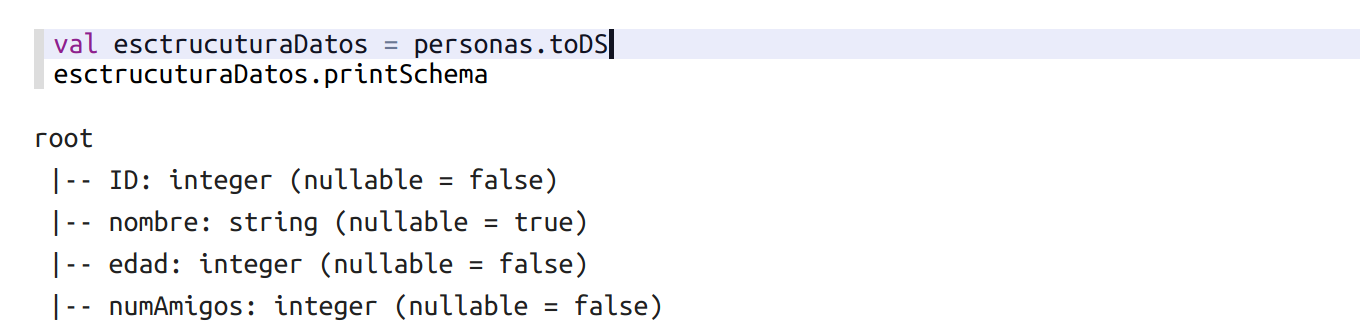 val esctrucuturaDatos = personas.toDS
esctrucuturaDatos.printSchema
root
 |-- ID: integer (nullable = false)
 |-- nombre: string (nullable = true)
 |-- edad: integer (nullable = false)
 |-- numAmigos: integer (nullable = false)